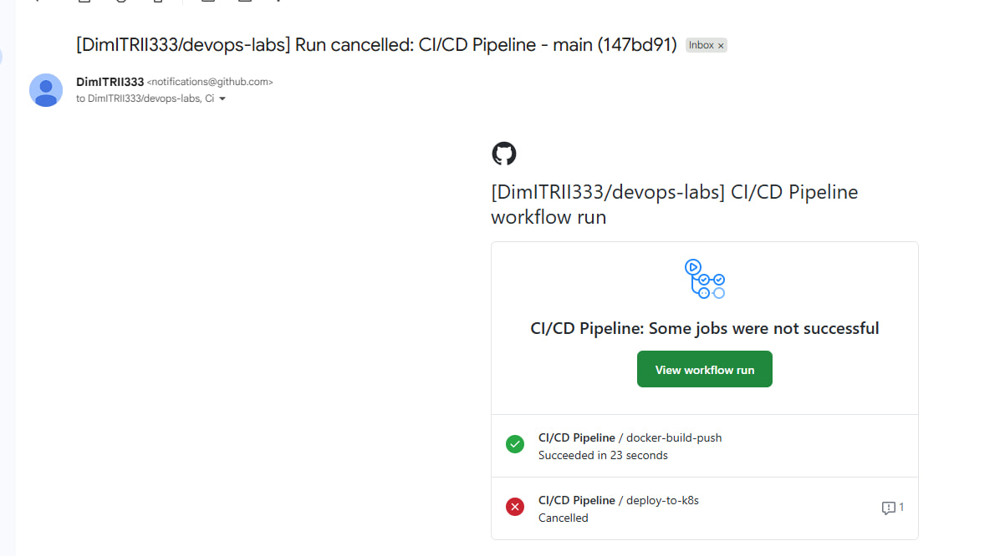 [DimITRII333/devops-labs] Run cancelled: CI/CD Pipeline - main (147bd91) Inbox ×
DimITRII333 <notifications@github.com>
to DimITRII333/devops-labs, Ci
[DimITRII333/devops-labs] CI/CD Pipeline
workflow run
CI/CD Pipeline: Some jobs were not successful
View workflow run
CI/CD Pipeline / docker-build-push
Succeeded in 23 seconds
CI/CD Pipeline / deploy-to-k8s
Cancelled
1